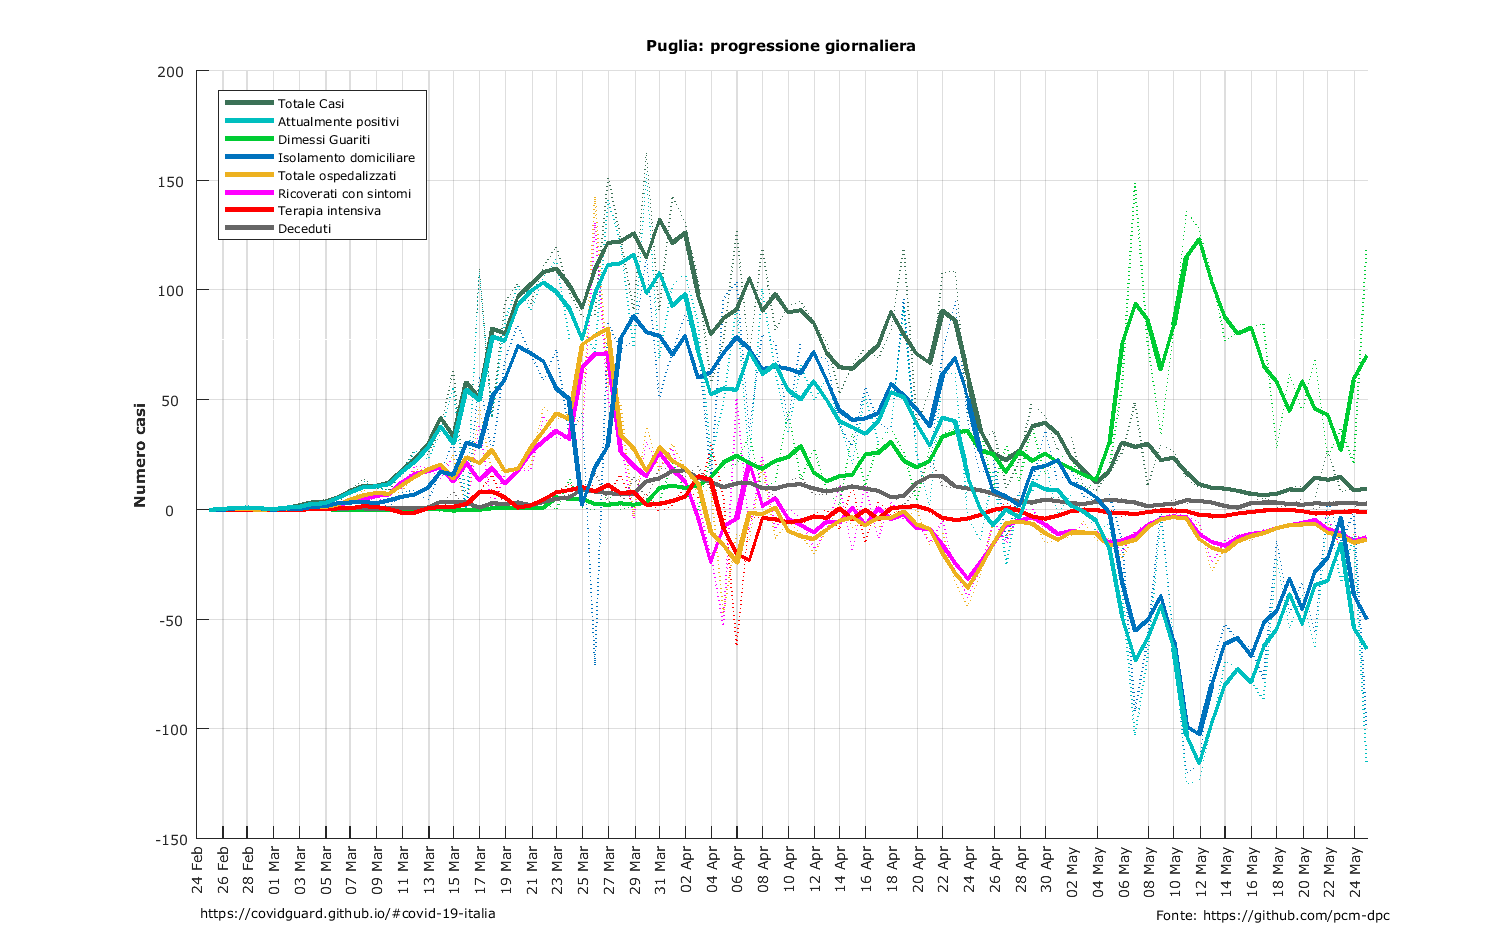 Puglia: progressione giornaliera
200
150
100
50
0
-50
-100
-150
Numero casi
Totale Casi
Attualmente positivi
Dimessi Guariti
Isolamento domiciliare
Totale ospedalizzati
Ricoverati con sintomi
Terapia intensiva
Deceduti
24 Feb
26 Feb
28 Feb
01 Mar
03 Mar
05 Mar
07 Mar
09 Mar
11 Mar
13 Mar
15 Mar
17 Mar
19 Mar
21 Mar
23 Mar
25 Mar
27 Mar
29 Mar
31 Mar
02 Apr
04 Apr
06 Apr
08 Apr
10 Apr
12 Apr
14 Apr
16 Apr
18 Apr
20 Apr
22 Apr
24 Apr
26 Apr
28 Apr
30 Apr
02 May
04 May
06 May
08 May
10 May
12 May
14 May
16 May
18 May
20 May
22 May
24 May
https://covidguard.github.io/#covid-19-italia
Fonte: https://github.com/pcm-dpc